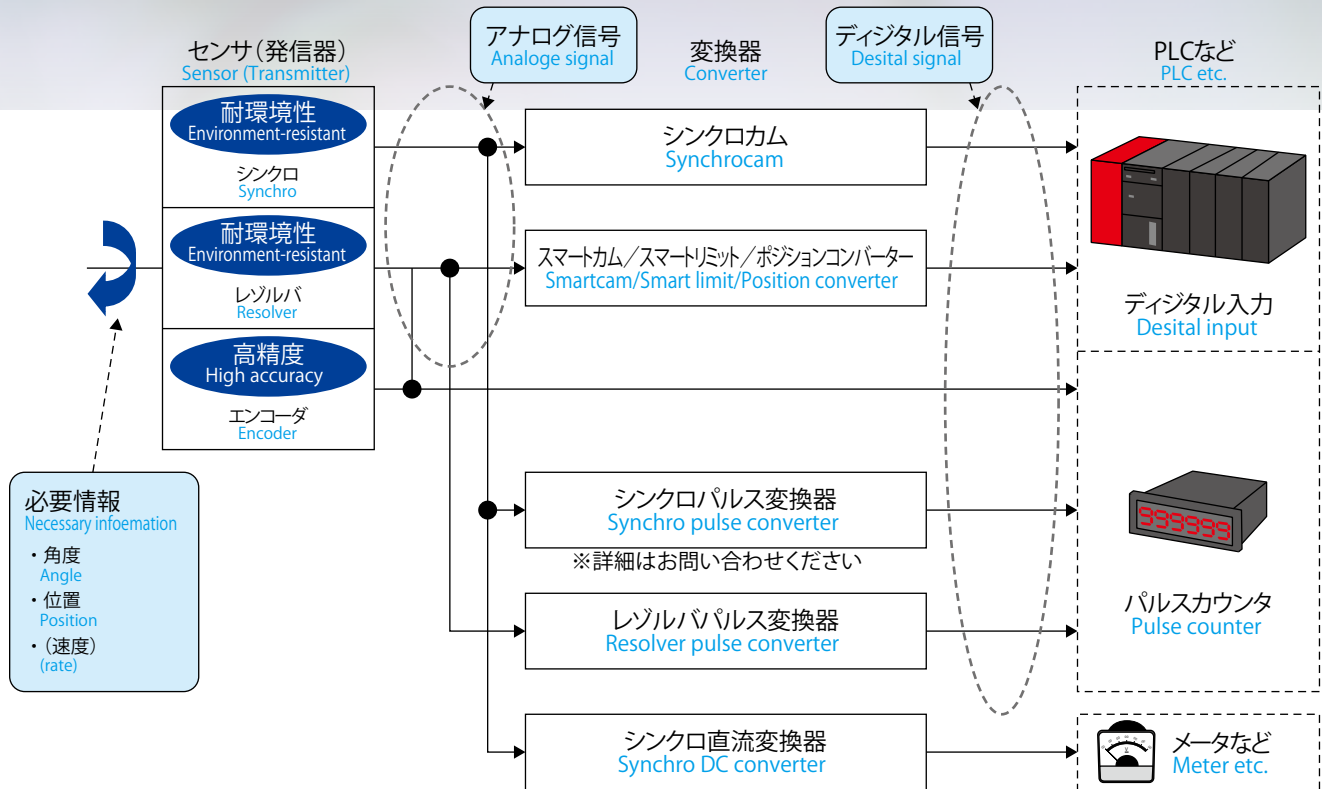 センサ（発信器）
Sensor (Transmitter)
アナログ信号
Analoge signal
変換器
Converter
ディジタル信号
Desital signal
PLCなど
PLC etc.
耐環境性
Environment-resistant
シンクロ
Synchro
耐環境性
Environment-resistant
レゾルバ
Resolver
高精度
High accuracy
エンコーダ
Encoder
必要情報
Necessary infoemation
・角度
Angle
・位置
Position
・（速度）
(rate)
シンクロカム
Synchrocam
スマートカム／スマートリミット／ポジションコンバーター
Smartcam/Smart limit/Position converter
シンクロパルス変換器
Synchro pulse converter
※詳細はお問い合わせください
レゾルバパルス変換器
Resolver pulse converter
シンクロ直流変換器
Synchro DC converter
ディジタル入力
Desital input
999999
パルスカウンタ
Pulse counter
メータなど
Meter etc.